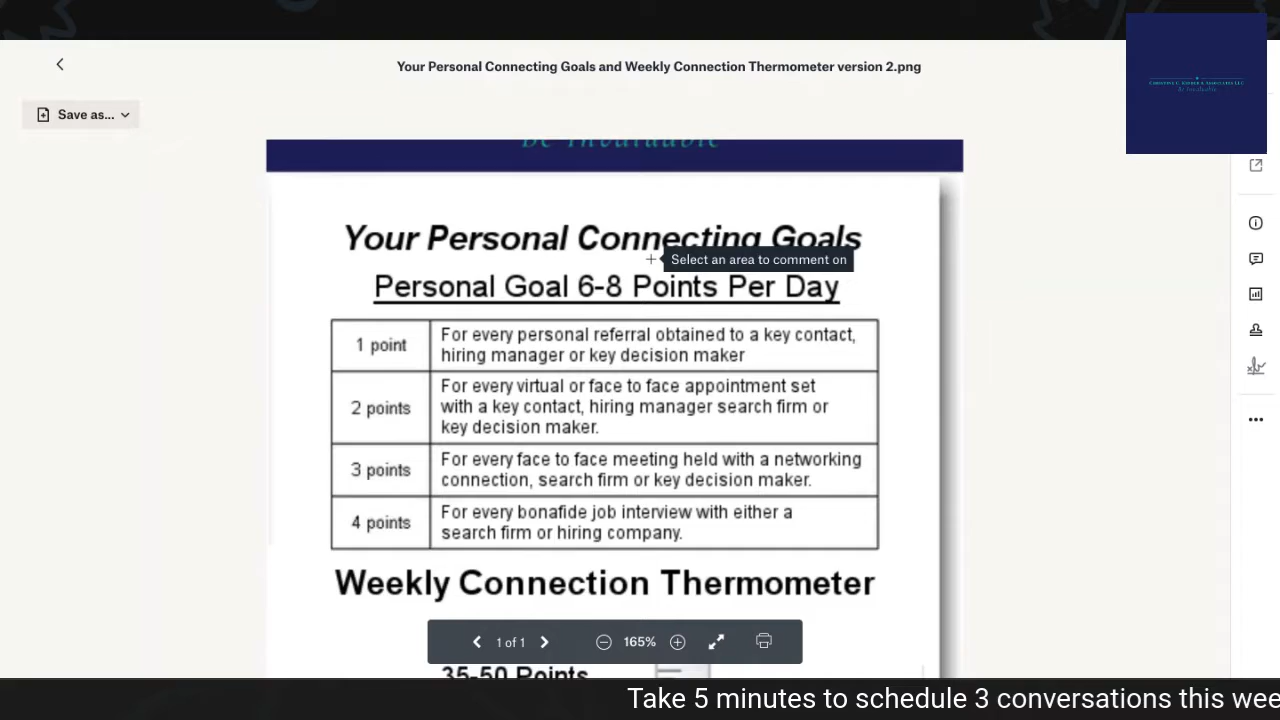 Your Personal Connecting Goals and Weekly Connection Thermometer version 2.png
Save as...
Be Invaluable
Be Invaluable
Your Personal Connecting Goals
Select an area to comment on
Personal Goal 6-8 Points Per Day
1 point
For every personal referral obtained to a key contact,
hiring manager or key decision maker
2 points
For every virtual or face to face appointment set
with a key contact, hiring manager search firm or
key decision maker.
3 points
For every face to face meeting held with a networking
connection, search firm or key decision maker.
4 points
For every bonafide job interview with either a
search firm or hiring company.
Weekly Connection Thermometer
1 of 1
165%
35-50 Points
Take 5 minutes to schedule 3 conversations this wee